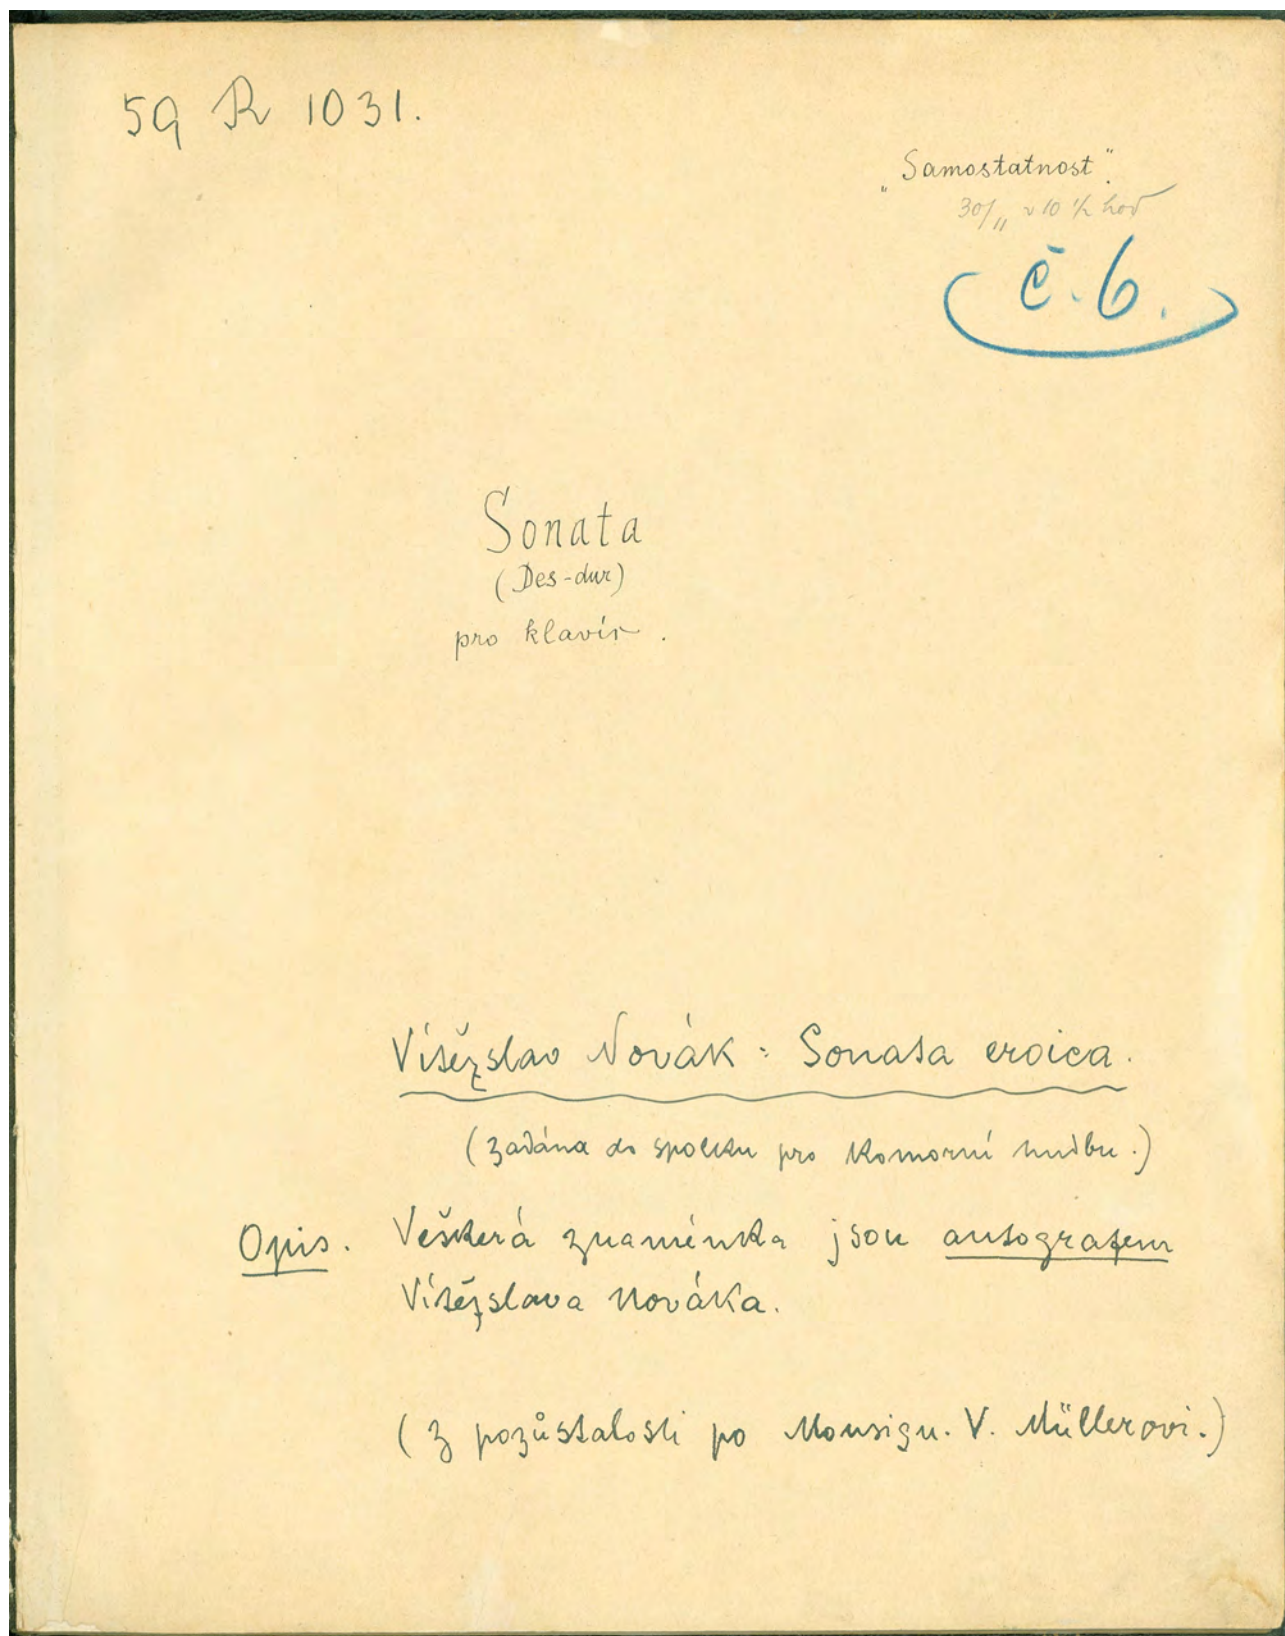 59 R 1031.
„Samostatnost".
30/11 v 10 ½ hod
č. 6.
Sonata
(Des-dur)
pro klavír.
Vítězslav Novák: Sonata eroica.
(zadána do spolku pro komorní hudbu.)
Opis. Veškerá znaménka jsou autografem
Vítězslava Nováka.
(z pozůstalosti po Monsign. V. Müllerovi.)